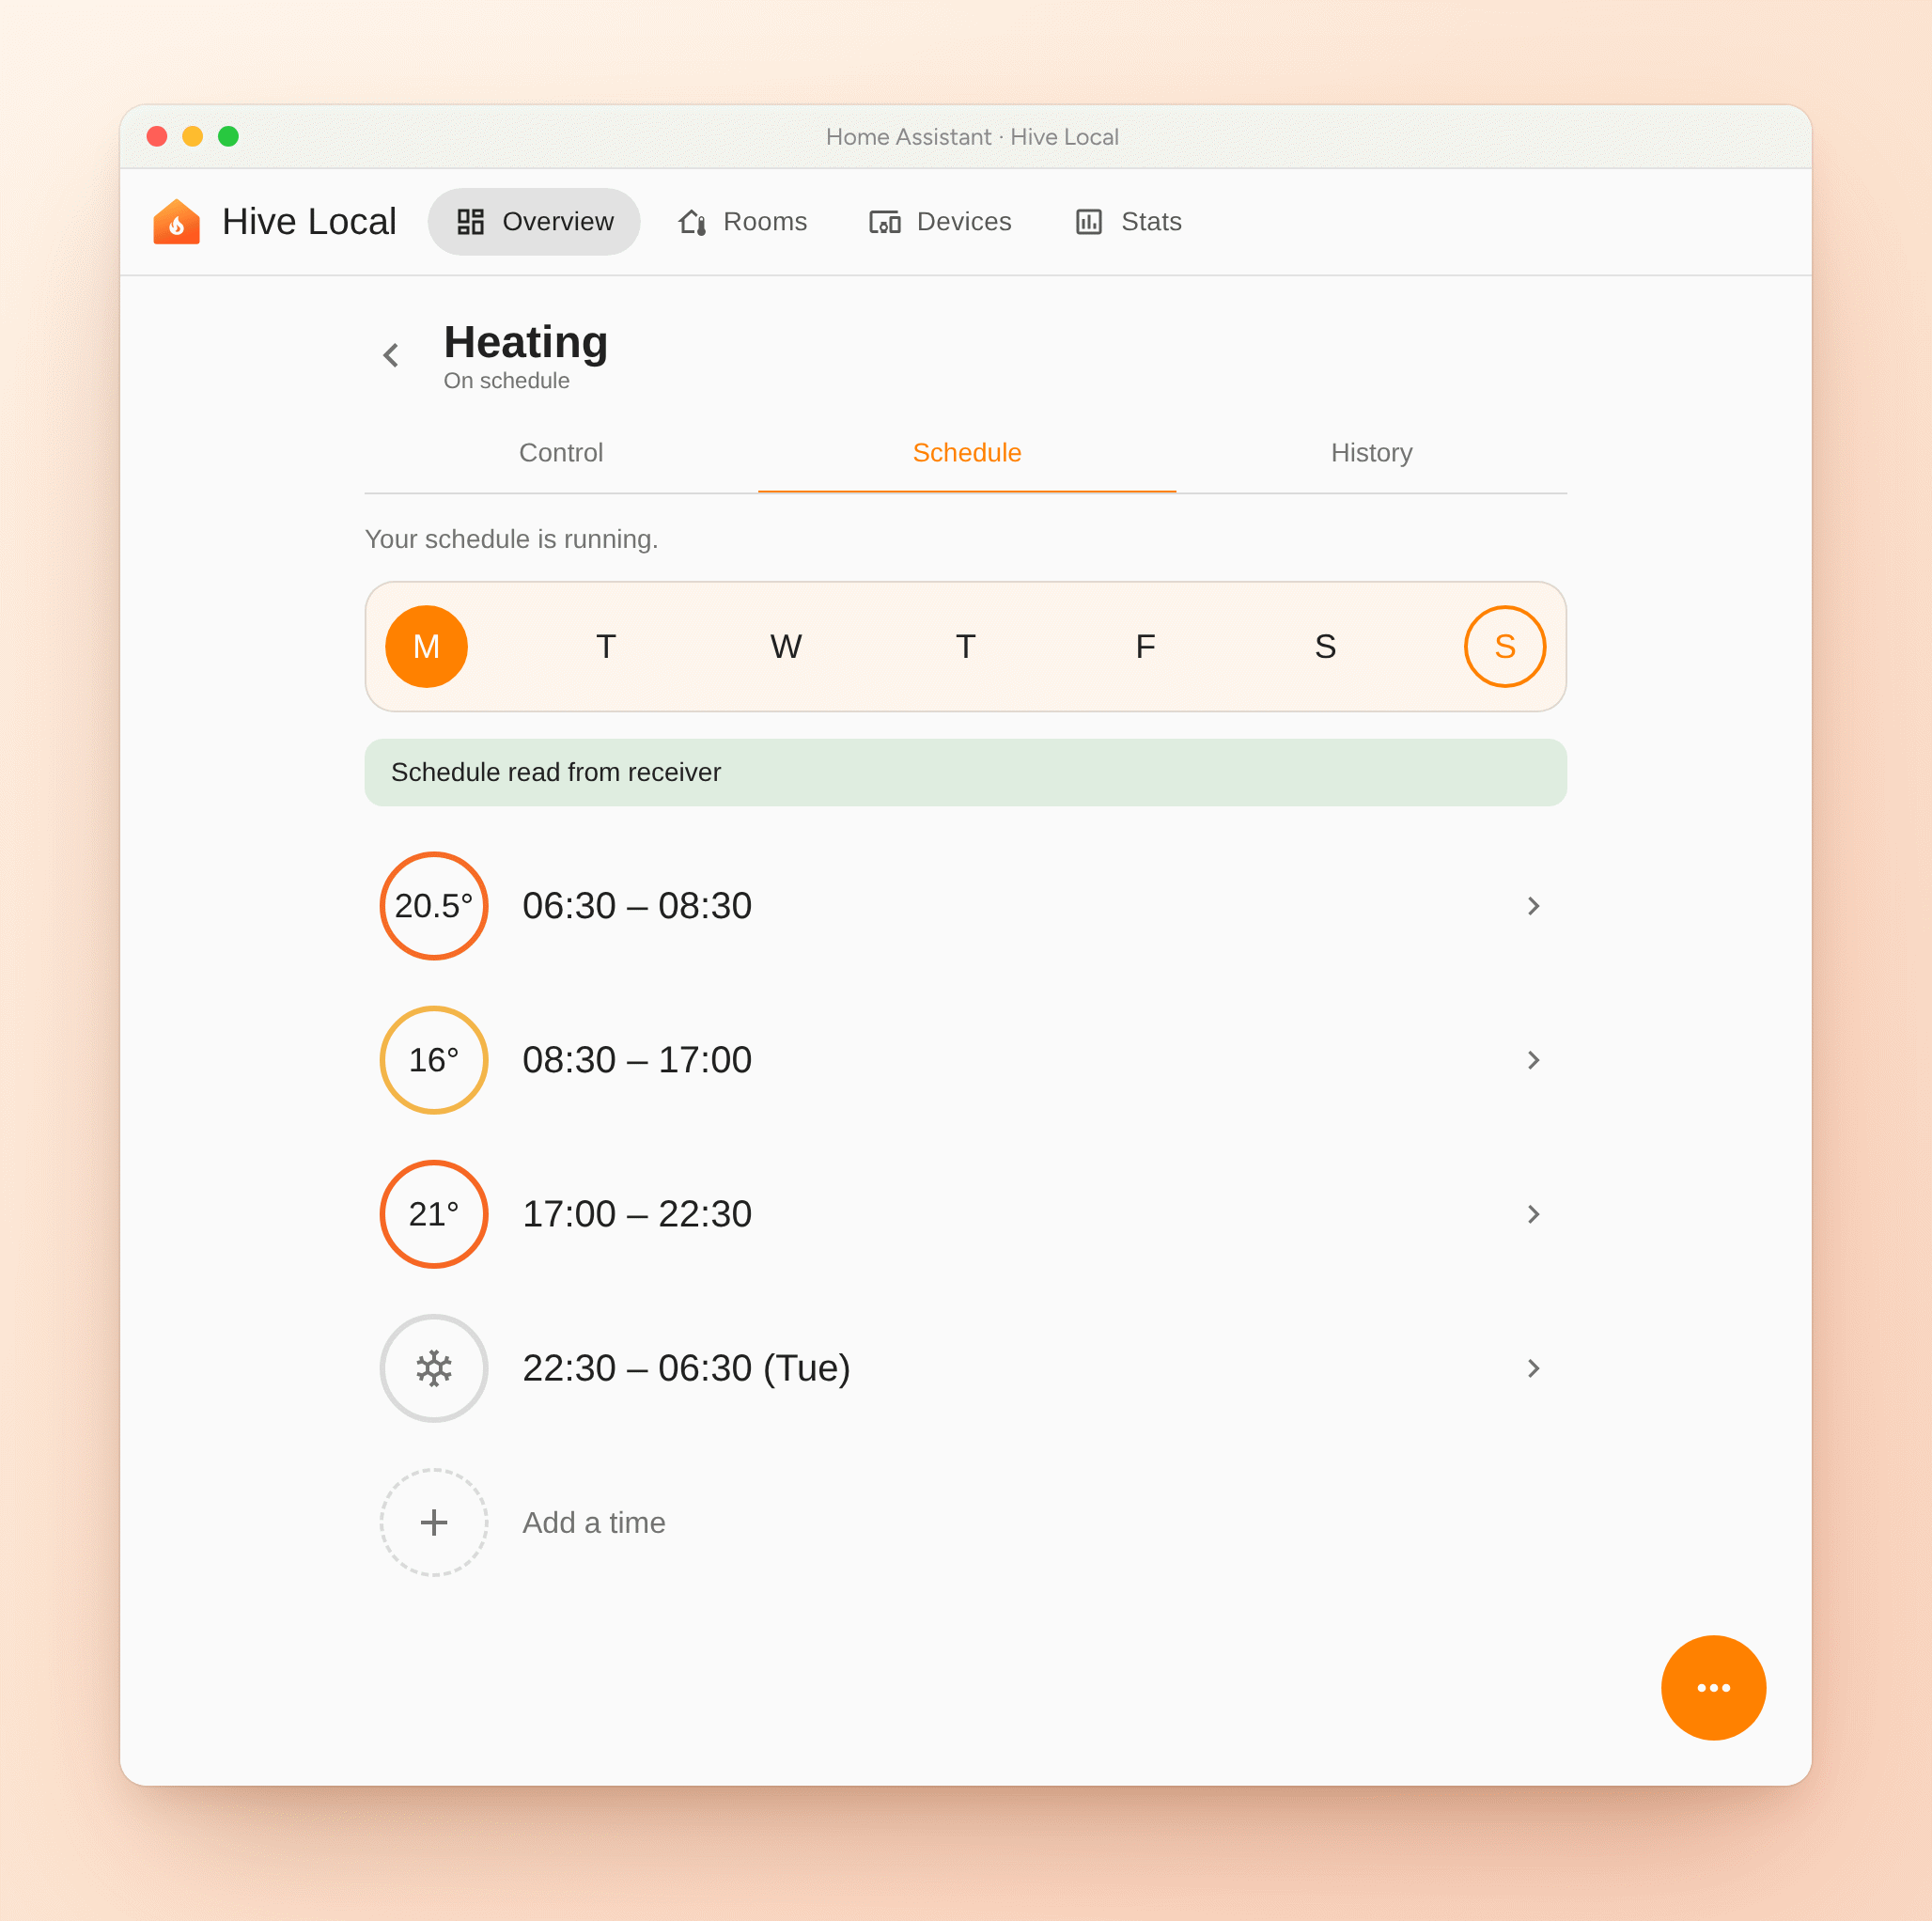 Home Assistant · Hive Local
Hive Local
Overview
Rooms
Devices
Stats
Heating
On schedule
Control
Schedule
History
Your schedule is running.
M T W T F S S
Schedule read from receiver
20.5° 06:30 – 08:30
16° 08:30 – 17:00
21° 17:00 – 22:30
22:30 – 06:30 (Tue)
Add a time